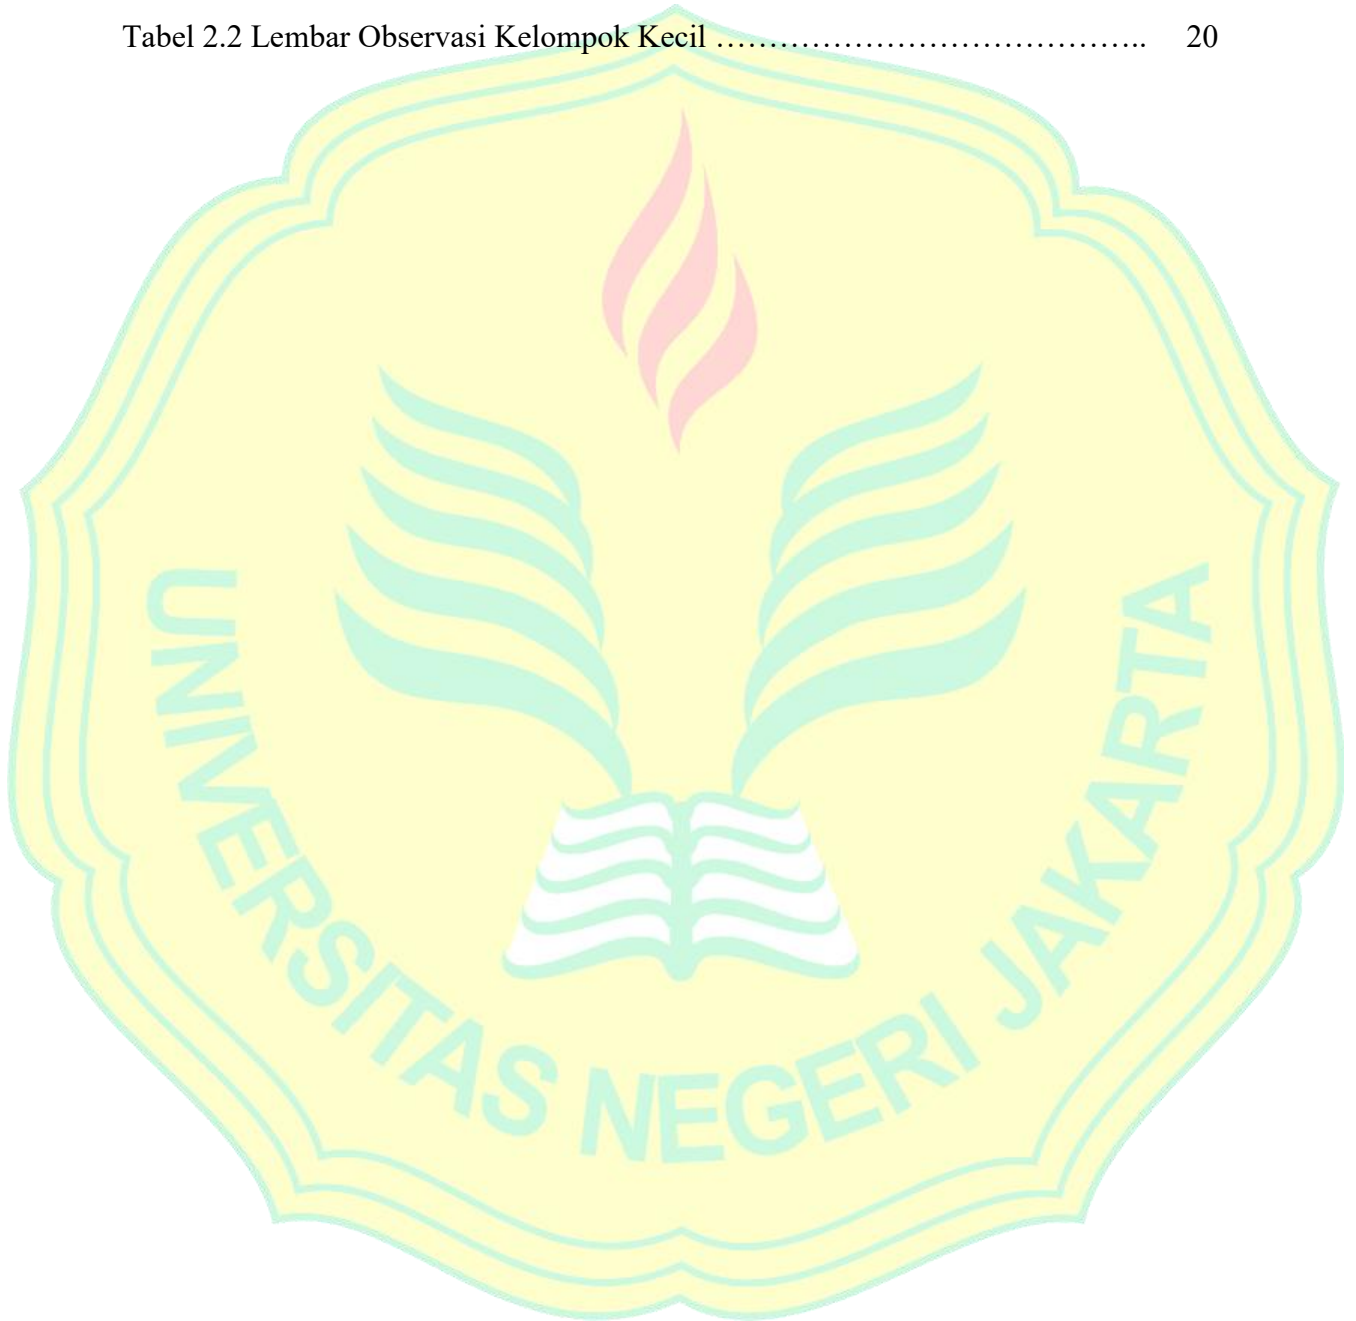 Tabel 2.2 Lembar Observasi Kelompok Kecil ………………………………….. 20
UNIVERSITAS NEGERI JAKARTA